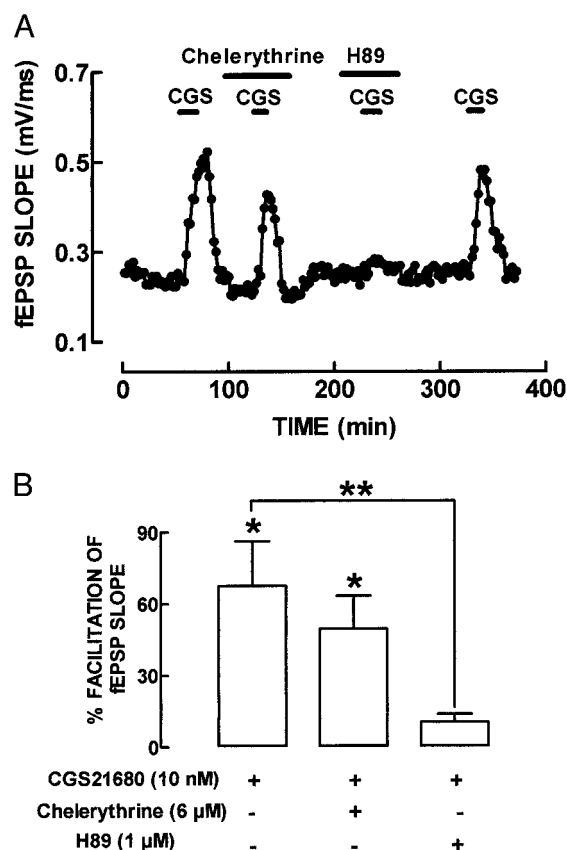 A
Chelerythrine H89
CGS CGS CGS CGS
fEPSP SLOPE (mV/ms)
0.7
0.5
0.3
0.1
0 100 200 300 400
TIME (min)
B
**
* *
% FACILITATION OF
fEPSP SLOPE
90
60
30
0
CGS21680 (10 nM) + + +
Chelerythrine (6 µM) - + -
H89 (1 µM) - - +